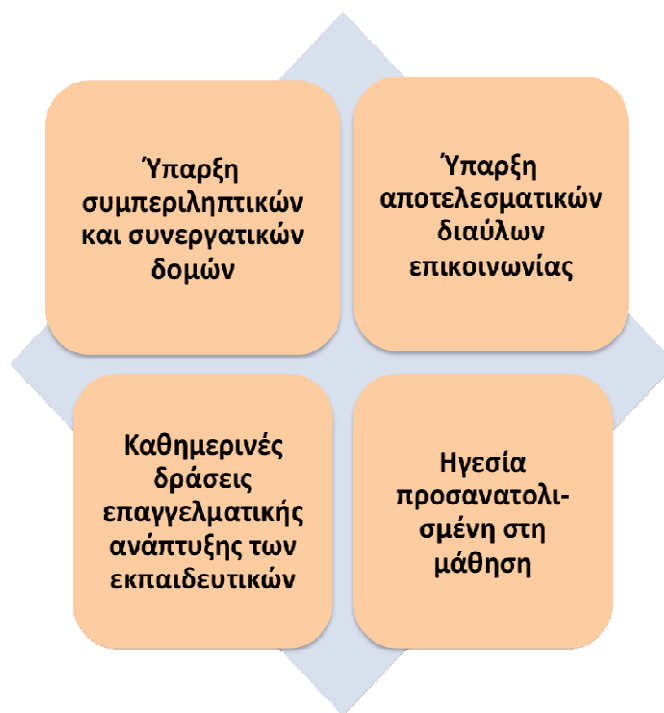 Ύπαρξη
συμπεριληπτικών
και συνεργατικών
δομών
Ύπαρξη
αποτελεσματικών
διαύλων
επικοινωνίας
Καθημερινές
δράσεις
επαγγελματικής
ανάπτυξης των
εκπαιδευτικών
Ηγεσία
προσανατολι-
σμένη στη
μάθηση